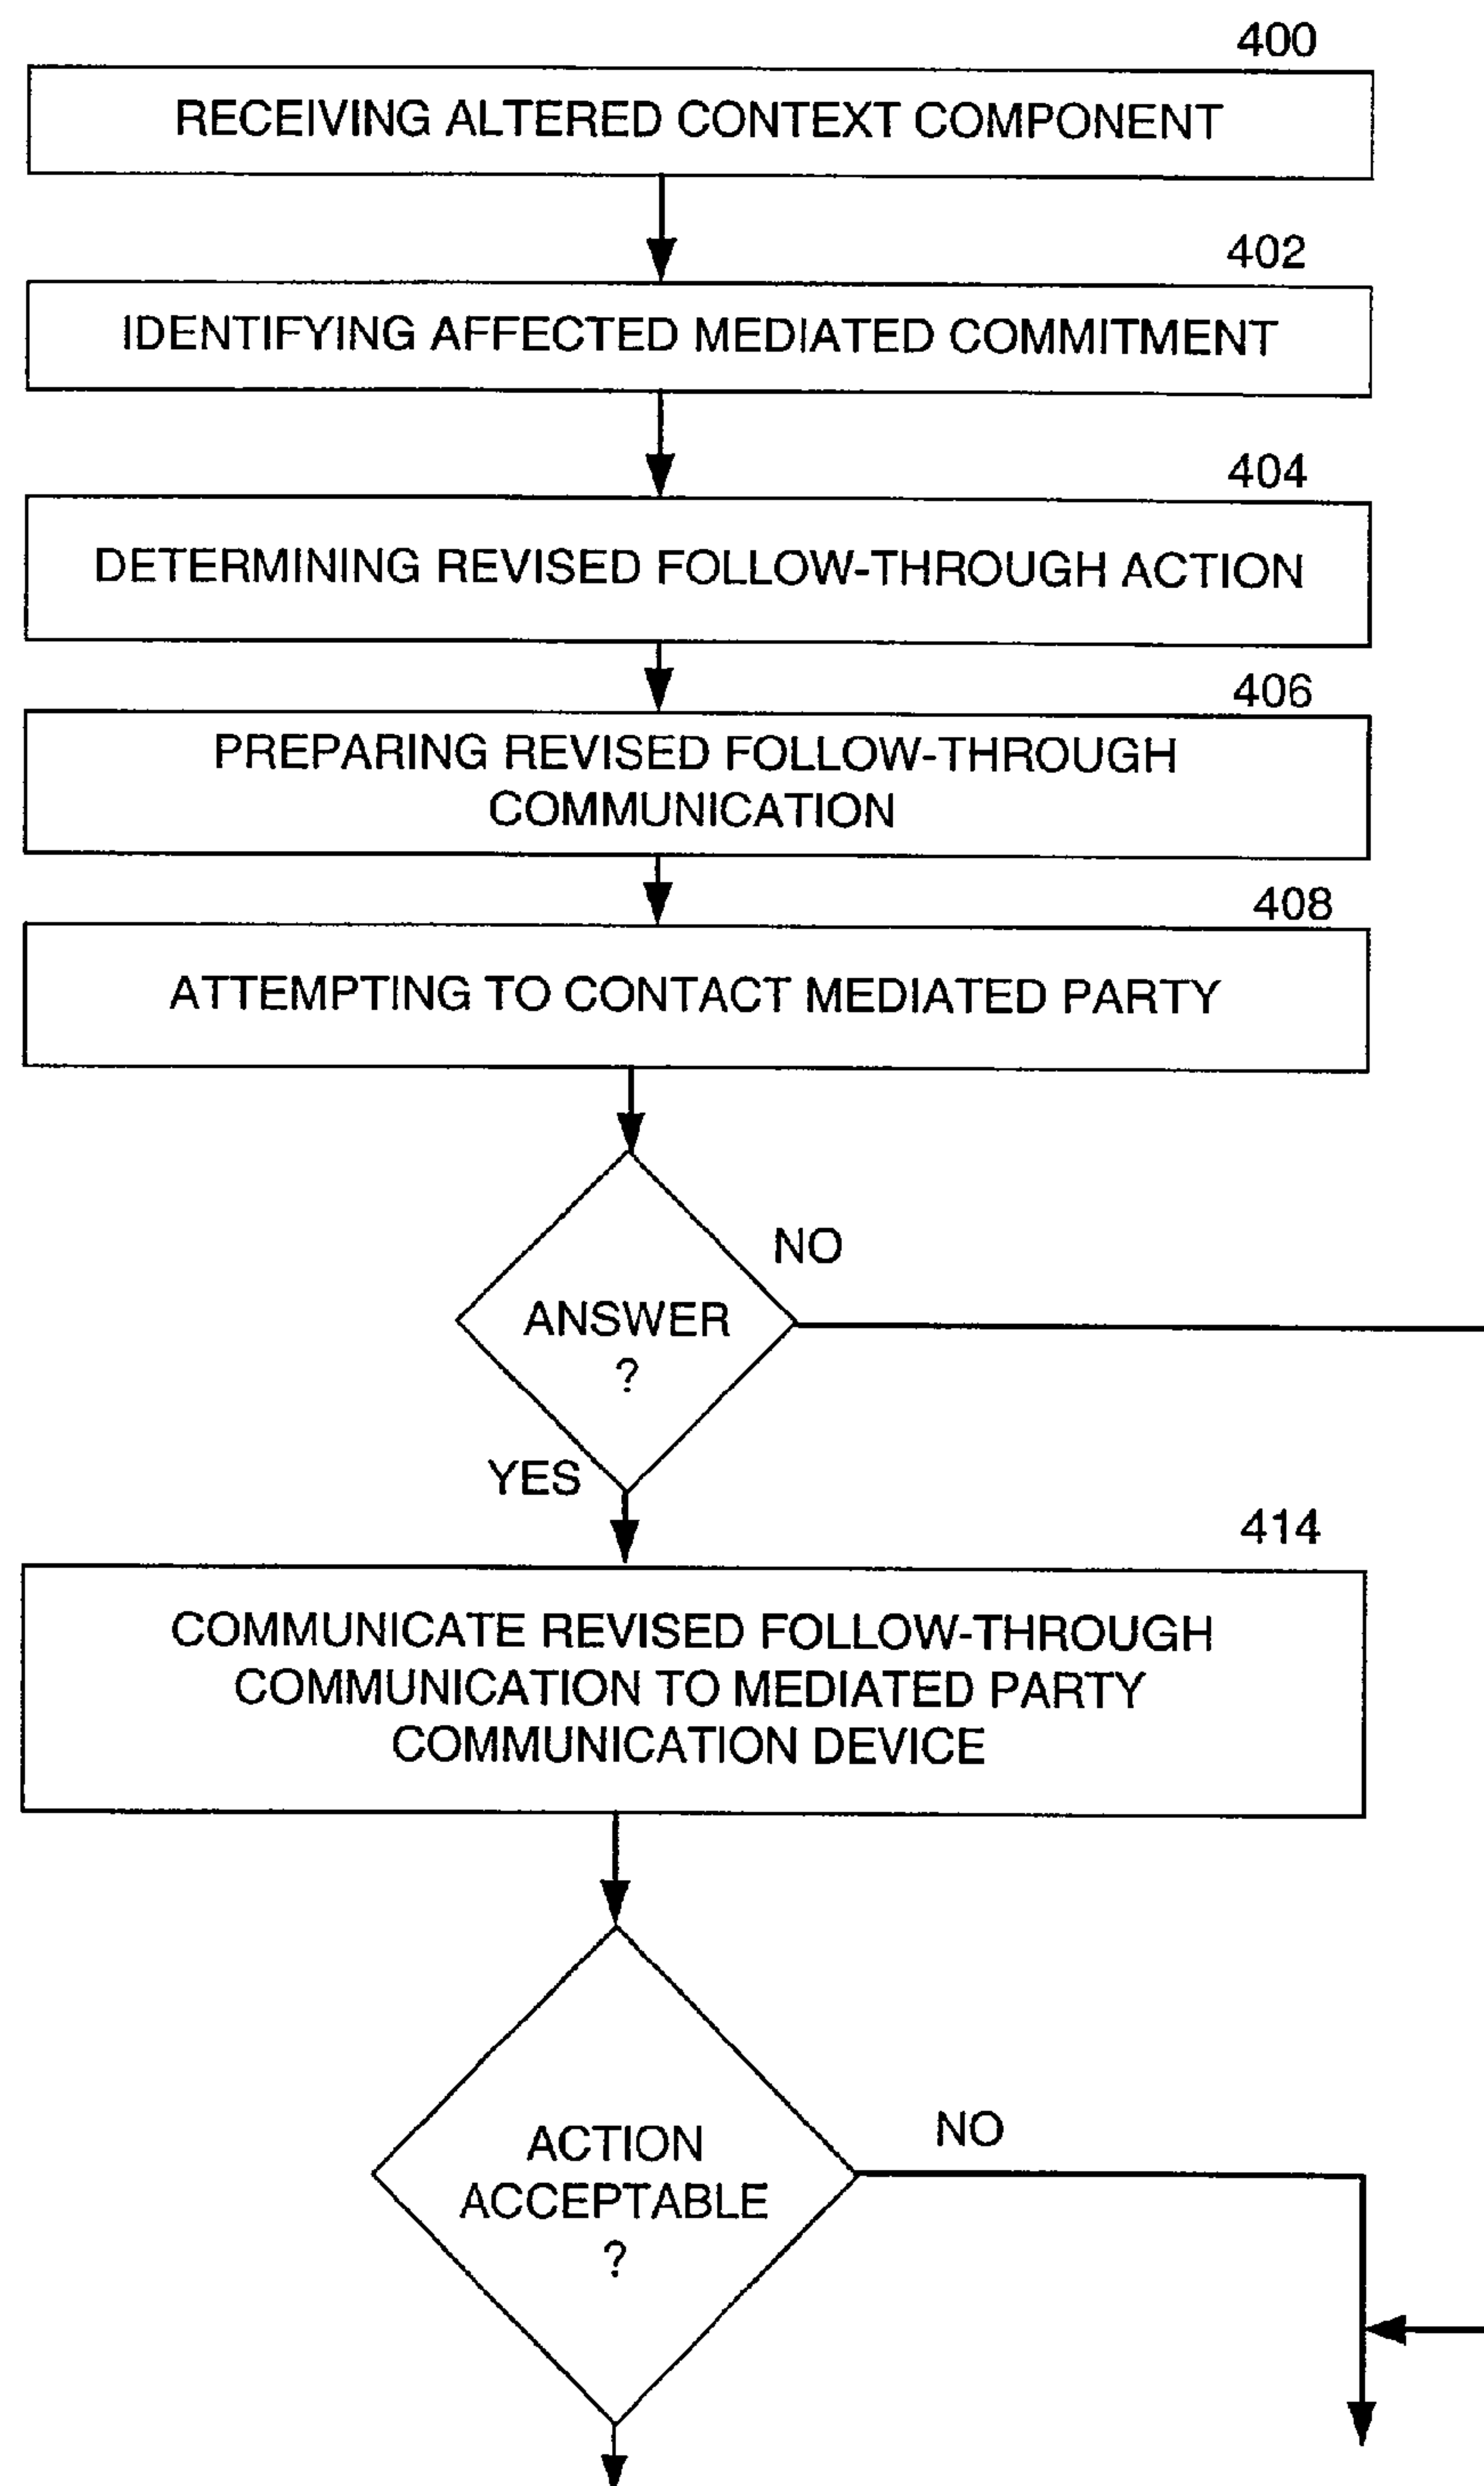 400
RECEIVING ALTERED CONTEXT COMPONENT
402
IDENTIFYING AFFECTED MEDIATED COMMITMENT
404
DETERMINING REVISED FOLLOW-THROUGH ACTION
406
PREPARING REVISED FOLLOW-THROUGH
COMMUNICATION
408
ATTEMPTING TO CONTACT MEDIATED PARTY
NO
ANSWER
?
YES
414
COMMUNICATE REVISED FOLLOW-THROUGH
COMMUNICATION TO MEDIATED PARTY
COMMUNICATION DEVICE
NO
ACTION
ACCEPTABLE
?